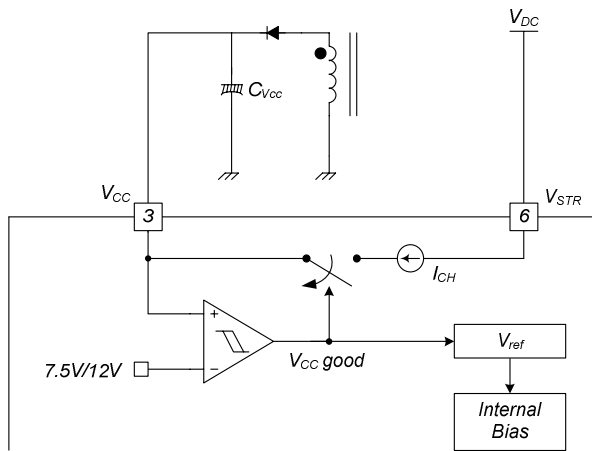 V_DC
C_Vcc
V_CC
3
6
V_STR
I_CH
+
7.5V/12V
−
V_CC good
V_ref
Internal
Bias